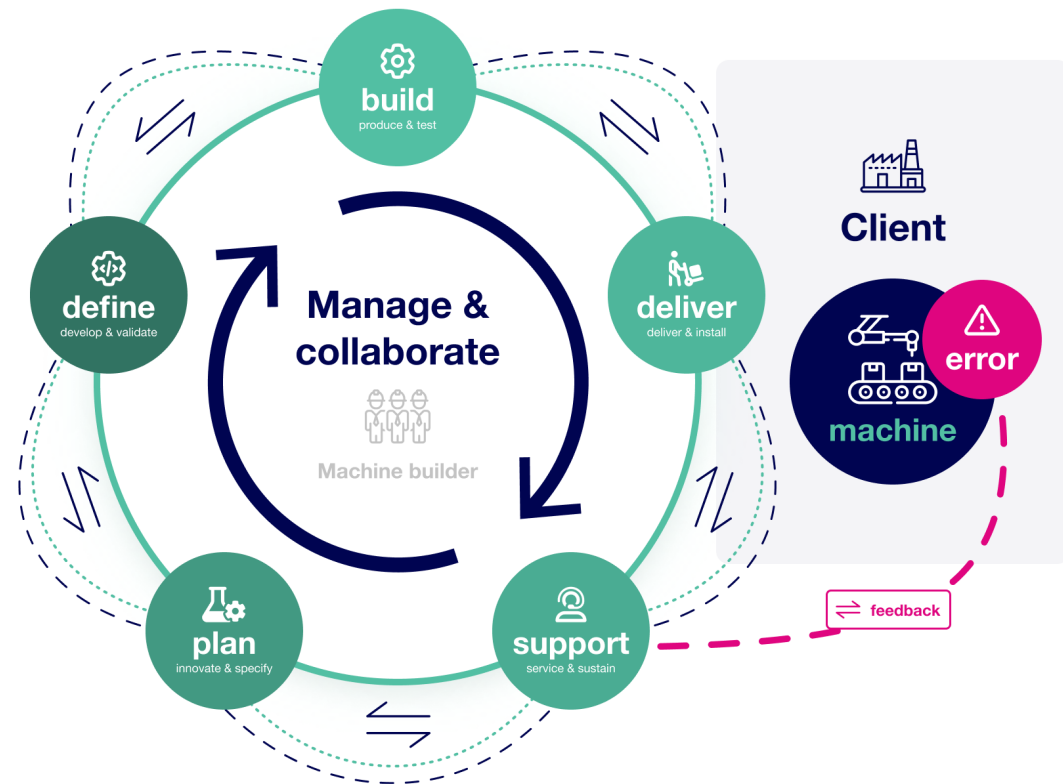 build
produce & test
define
develop & validate
Manage &
collaborate
Machine builder
deliver
deliver & install
plan
innovate & specify
support
service & sustain
Client
machine
error
feedback